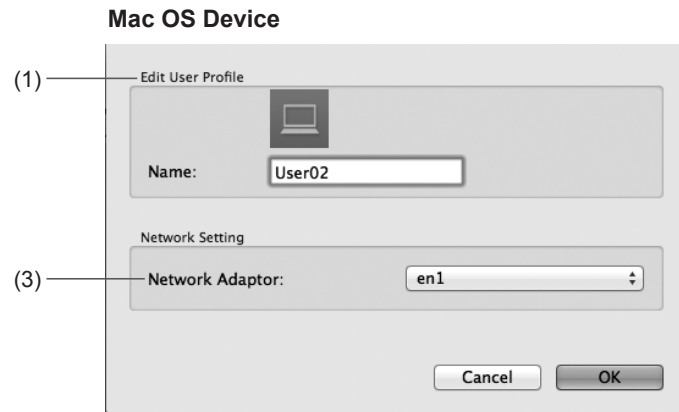 Mac OS Device
(1) Edit User Profile
Name: User02
Network Setting
(3) Network Adaptor: en1
Cancel OK